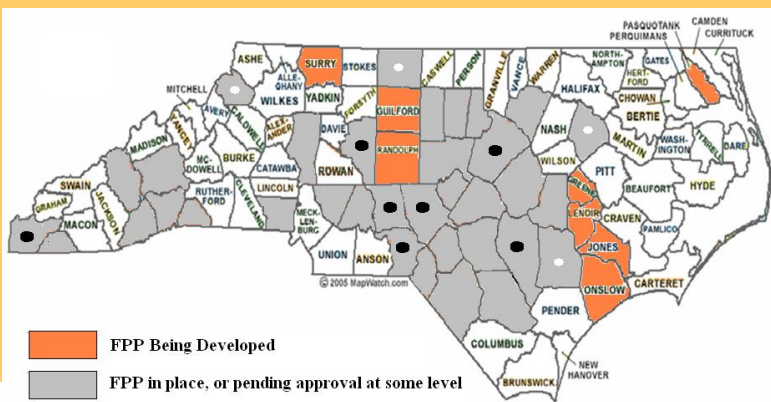 PASQUOTANK
CAMDEN
PERQUIMANS
CURRITUCK
ASHE
SURRY
STOKES
CASWELL
PERSON
GRANVILLE
VANCE
WARREN
NORTH-
AMPTON
GATES
HERT-
FORD
MITCHELL
ALLE-
GHANY
WILKES
YADKIN
FORSYTH
GUILFORD
HALIFAX
CHOWAN
BERTIE
AVERY
CALDWELL
ALEX-
ANDER
DAVIE
NASH
MARTIN
WASH-
INGTON
TYRRELL
DARE
MADISON
YANCEY
MC-
DOWELL
BURKE
CATAWBA
ROWAN
RANDOLPH
WILSON
PITT
BEAUFORT
HYDE
SWAIN
GRAHAM
JACKSON
MACON
RUTHER-
FORD
CLEVELAND
LINCOLN
MECK-
LEN-
BURG
GREENE
LENOIR
CRAVEN
PAMLICO
JONES
UNION
ANSON
ONSLOW
CARTERET
© 2005 MapWatch.com
PENDER
COLUMBUS
NEW
HANOVER
BRUNSWICK
FPP Being Developed
FPP in place, or pending approval at some level